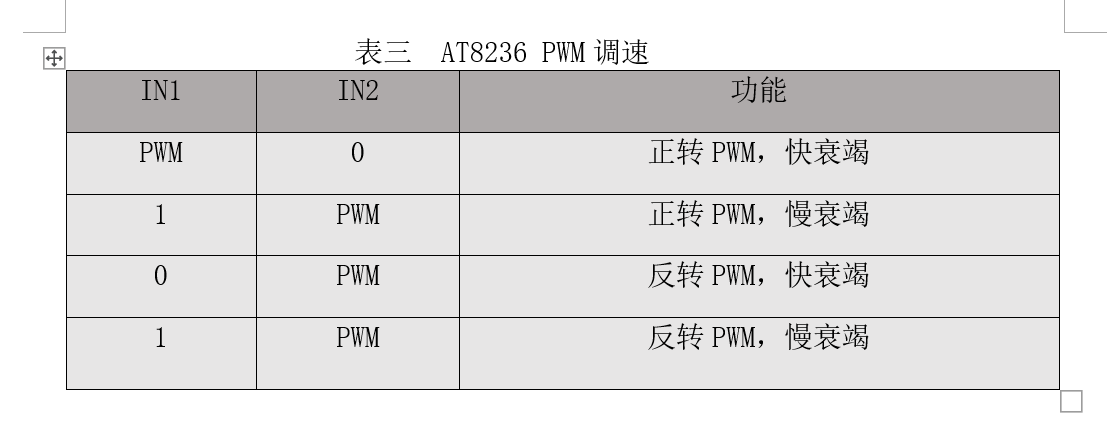 表三 AT8236 PWM 调速
IN1 IN2 功能
PWM 0 正转 PWM，快衰竭
1 PWM 正转 PWM，慢衰竭
0 PWM 反转 PWM，快衰竭
1 PWM 反转 PWM，慢衰竭